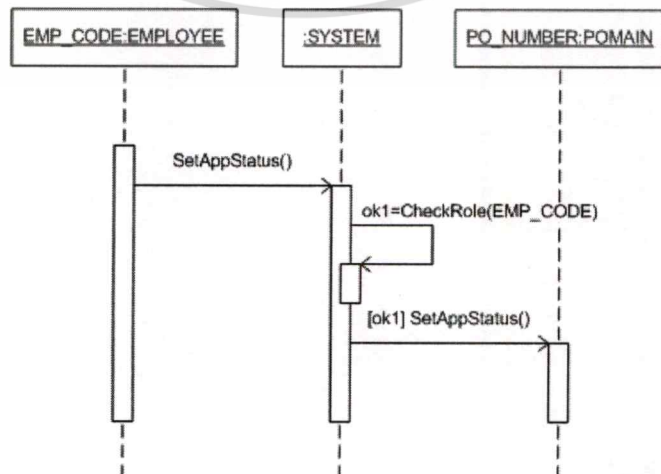 EMP_CODE:EMPLOYEE
:SYSTEM
PO_NUMBER:POMAIN
SetAppStatus()
ok1=CheckRole(EMP_CODE)
[ok1] SetAppStatus()